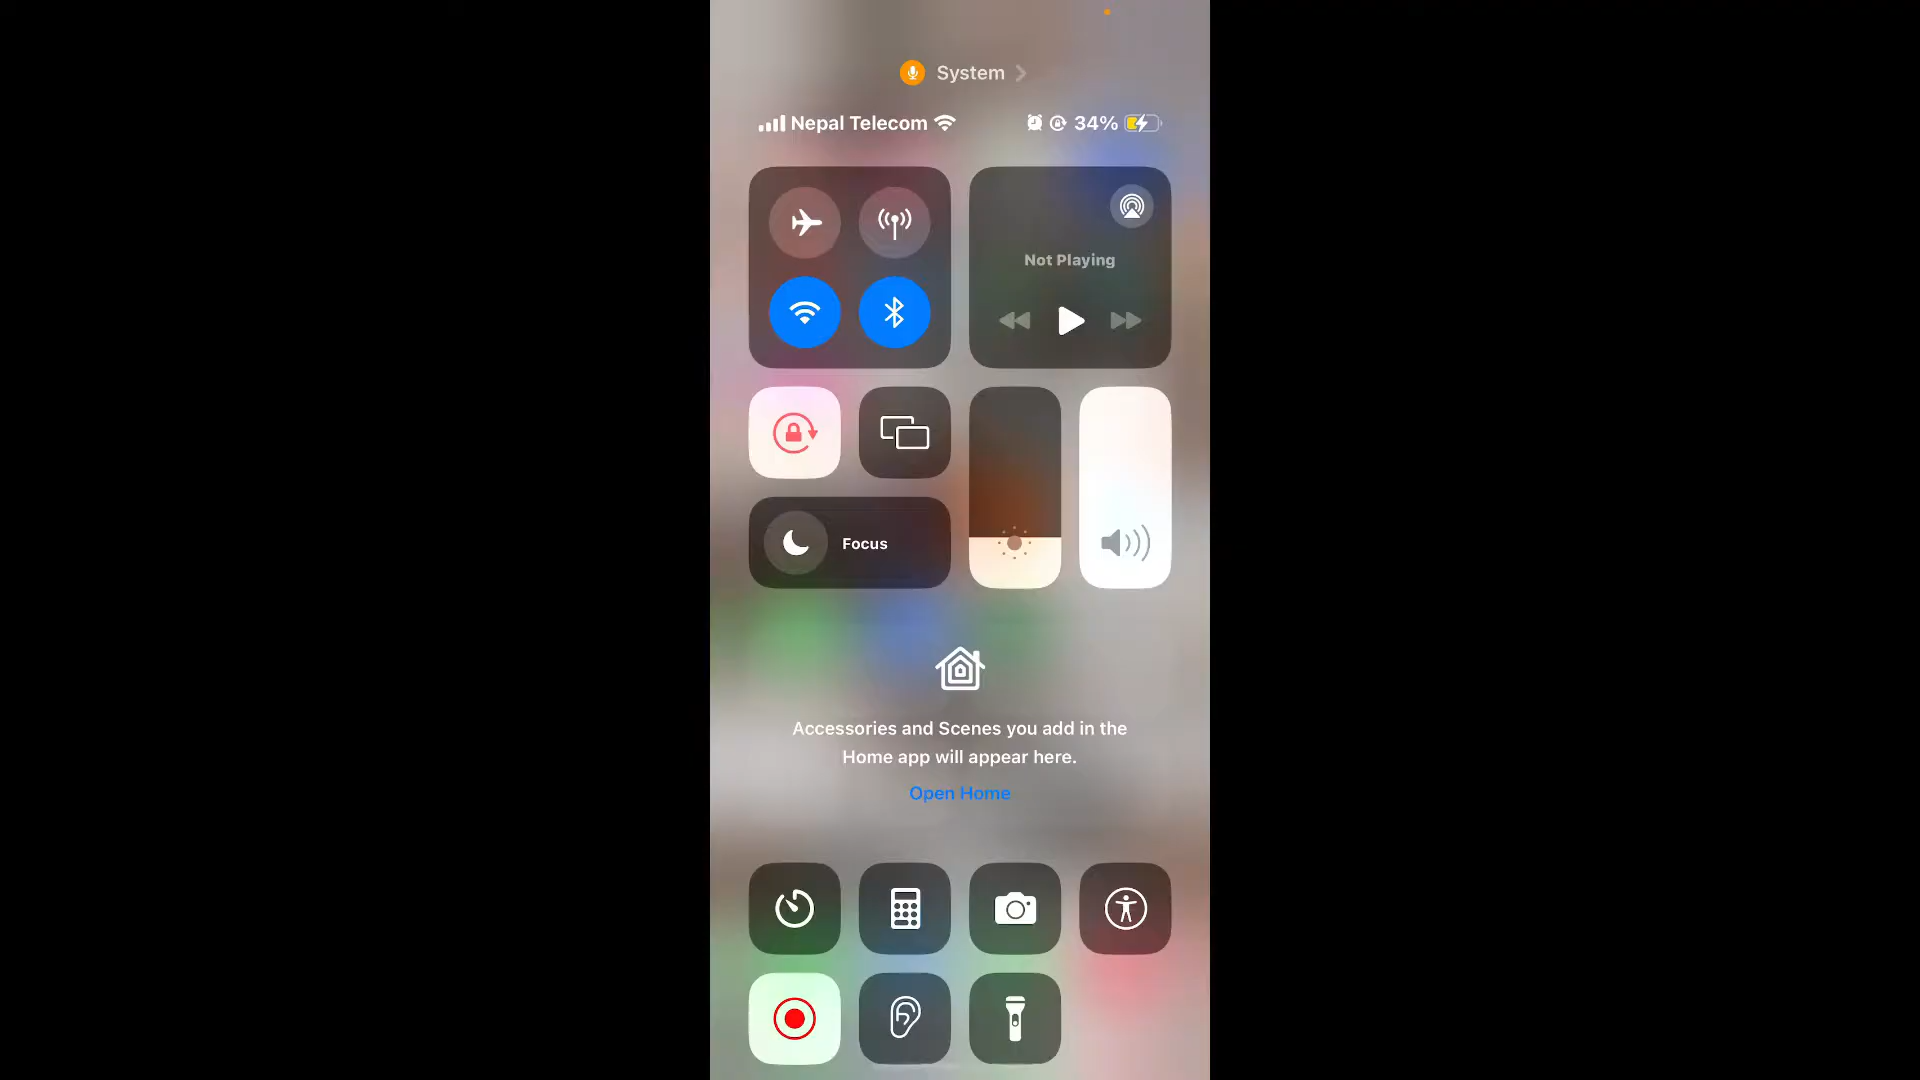 System
Nepal Telecom 34%
Not Playing
Focus
Accessories and Scenes you add in the
Home app will appear here.
Open Home